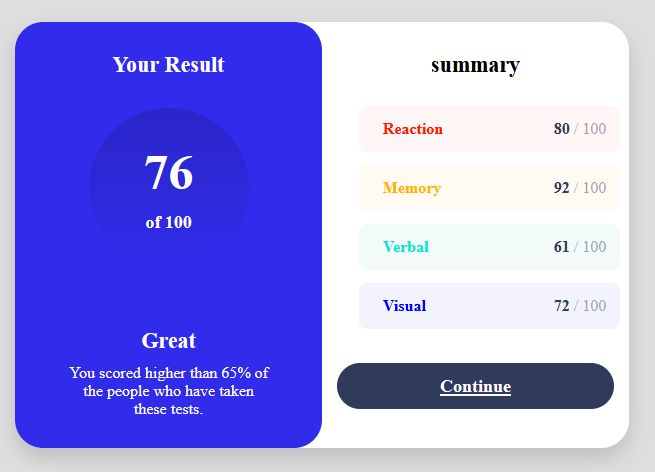 Your Result
76
of 100
Great
You scored higher than 65% of
the people who have taken
these tests.
summary
Reaction 80 / 100
Memory 92 / 100
Verbal 61 / 100
Visual 72 / 100
Continue